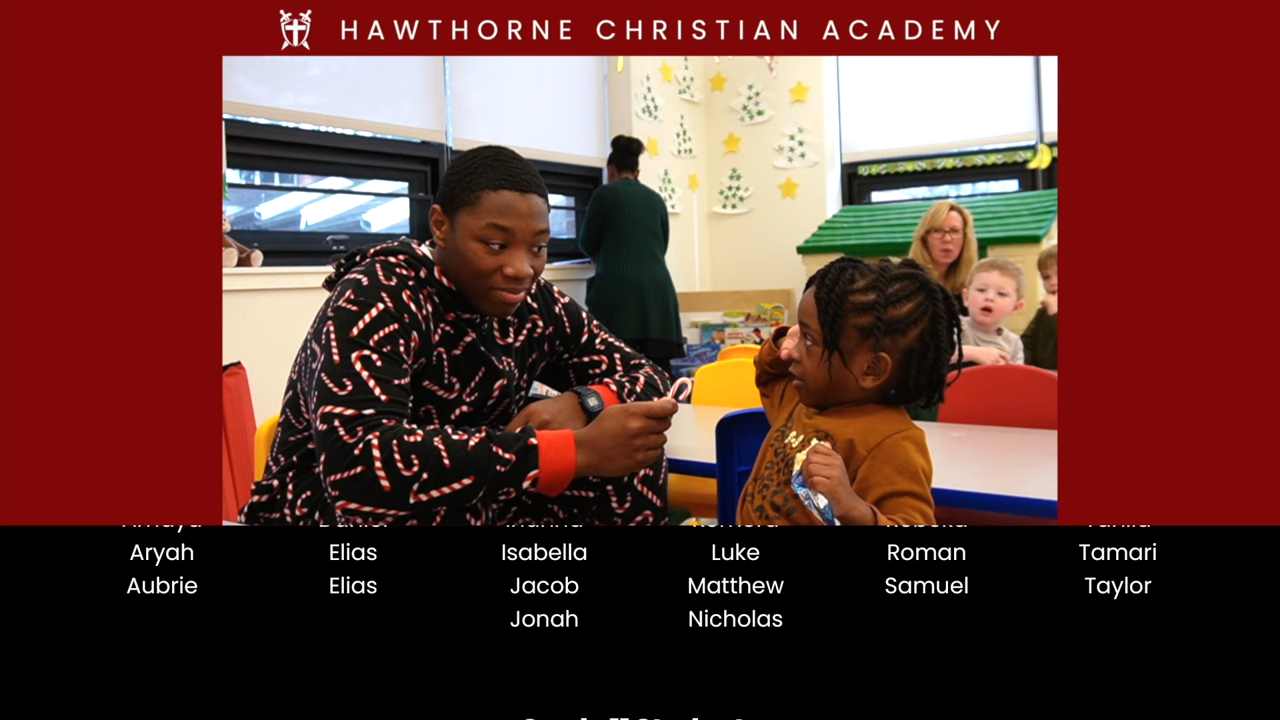 HAWTHORNE CHRISTIAN ACADEMY
Aryah Elias Isabella Luke Roman Tamari
Aubrie Elias Jacob Matthew Samuel Taylor
Jonah Nicholas